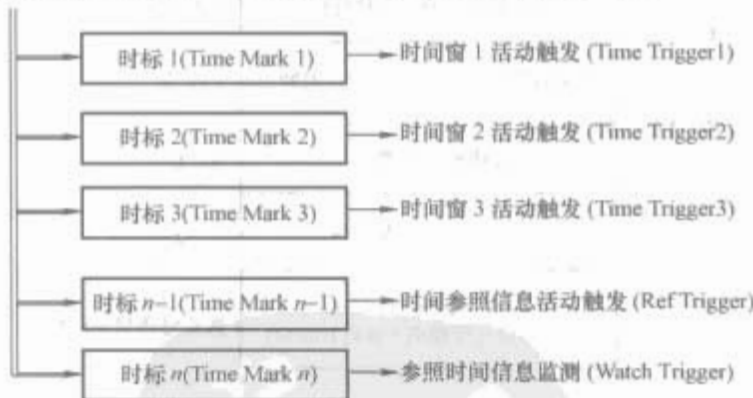 时标 1(Time Mark 1) 时间窗 1 活动触发 (Time Trigger1)
时标 2(Time Mark 2) 时间窗 2 活动触发 (Time Trigger2)
时标 3(Time Mark 3) 时间窗 3 活动触发 (Time Trigger3)
时标 n−1(Time Mark n−1) 时间参照信息活动触发 (Ref Trigger)
时标 n(Time Mark n) 参照时间信息监测 (Watch Trigger)